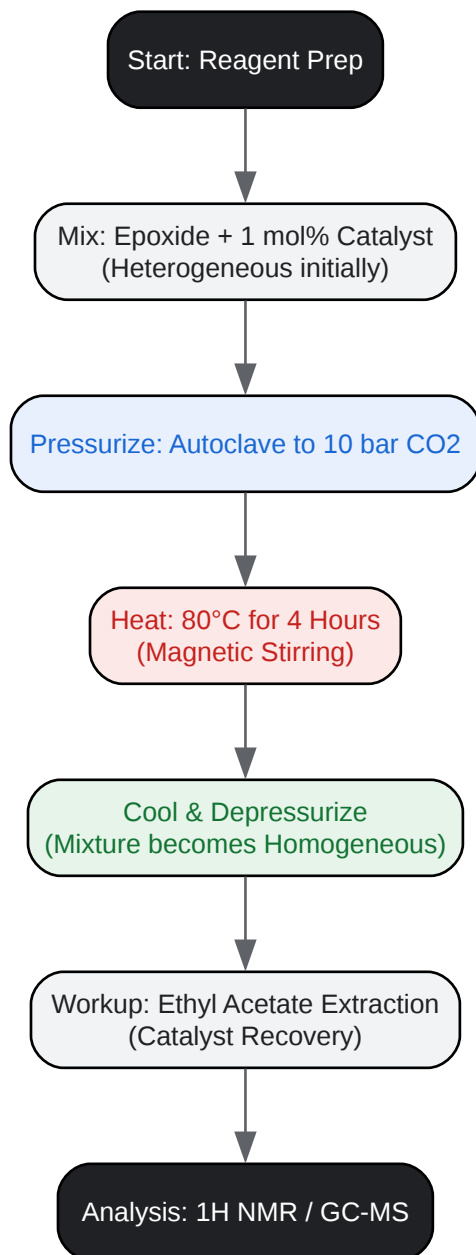 Start: Reagent Prep
Mix: Epoxide + 1 mol% Catalyst
(Heterogeneous initially)
Pressurize: Autoclave to 10 bar CO2
Heat: 80°C for 4 Hours
(Magnetic Stirring)
Cool & Depressurize
(Mixture becomes Homogeneous)
Workup: Ethyl Acetate Extraction
(Catalyst Recovery)
Analysis: 1H NMR / GC-MS